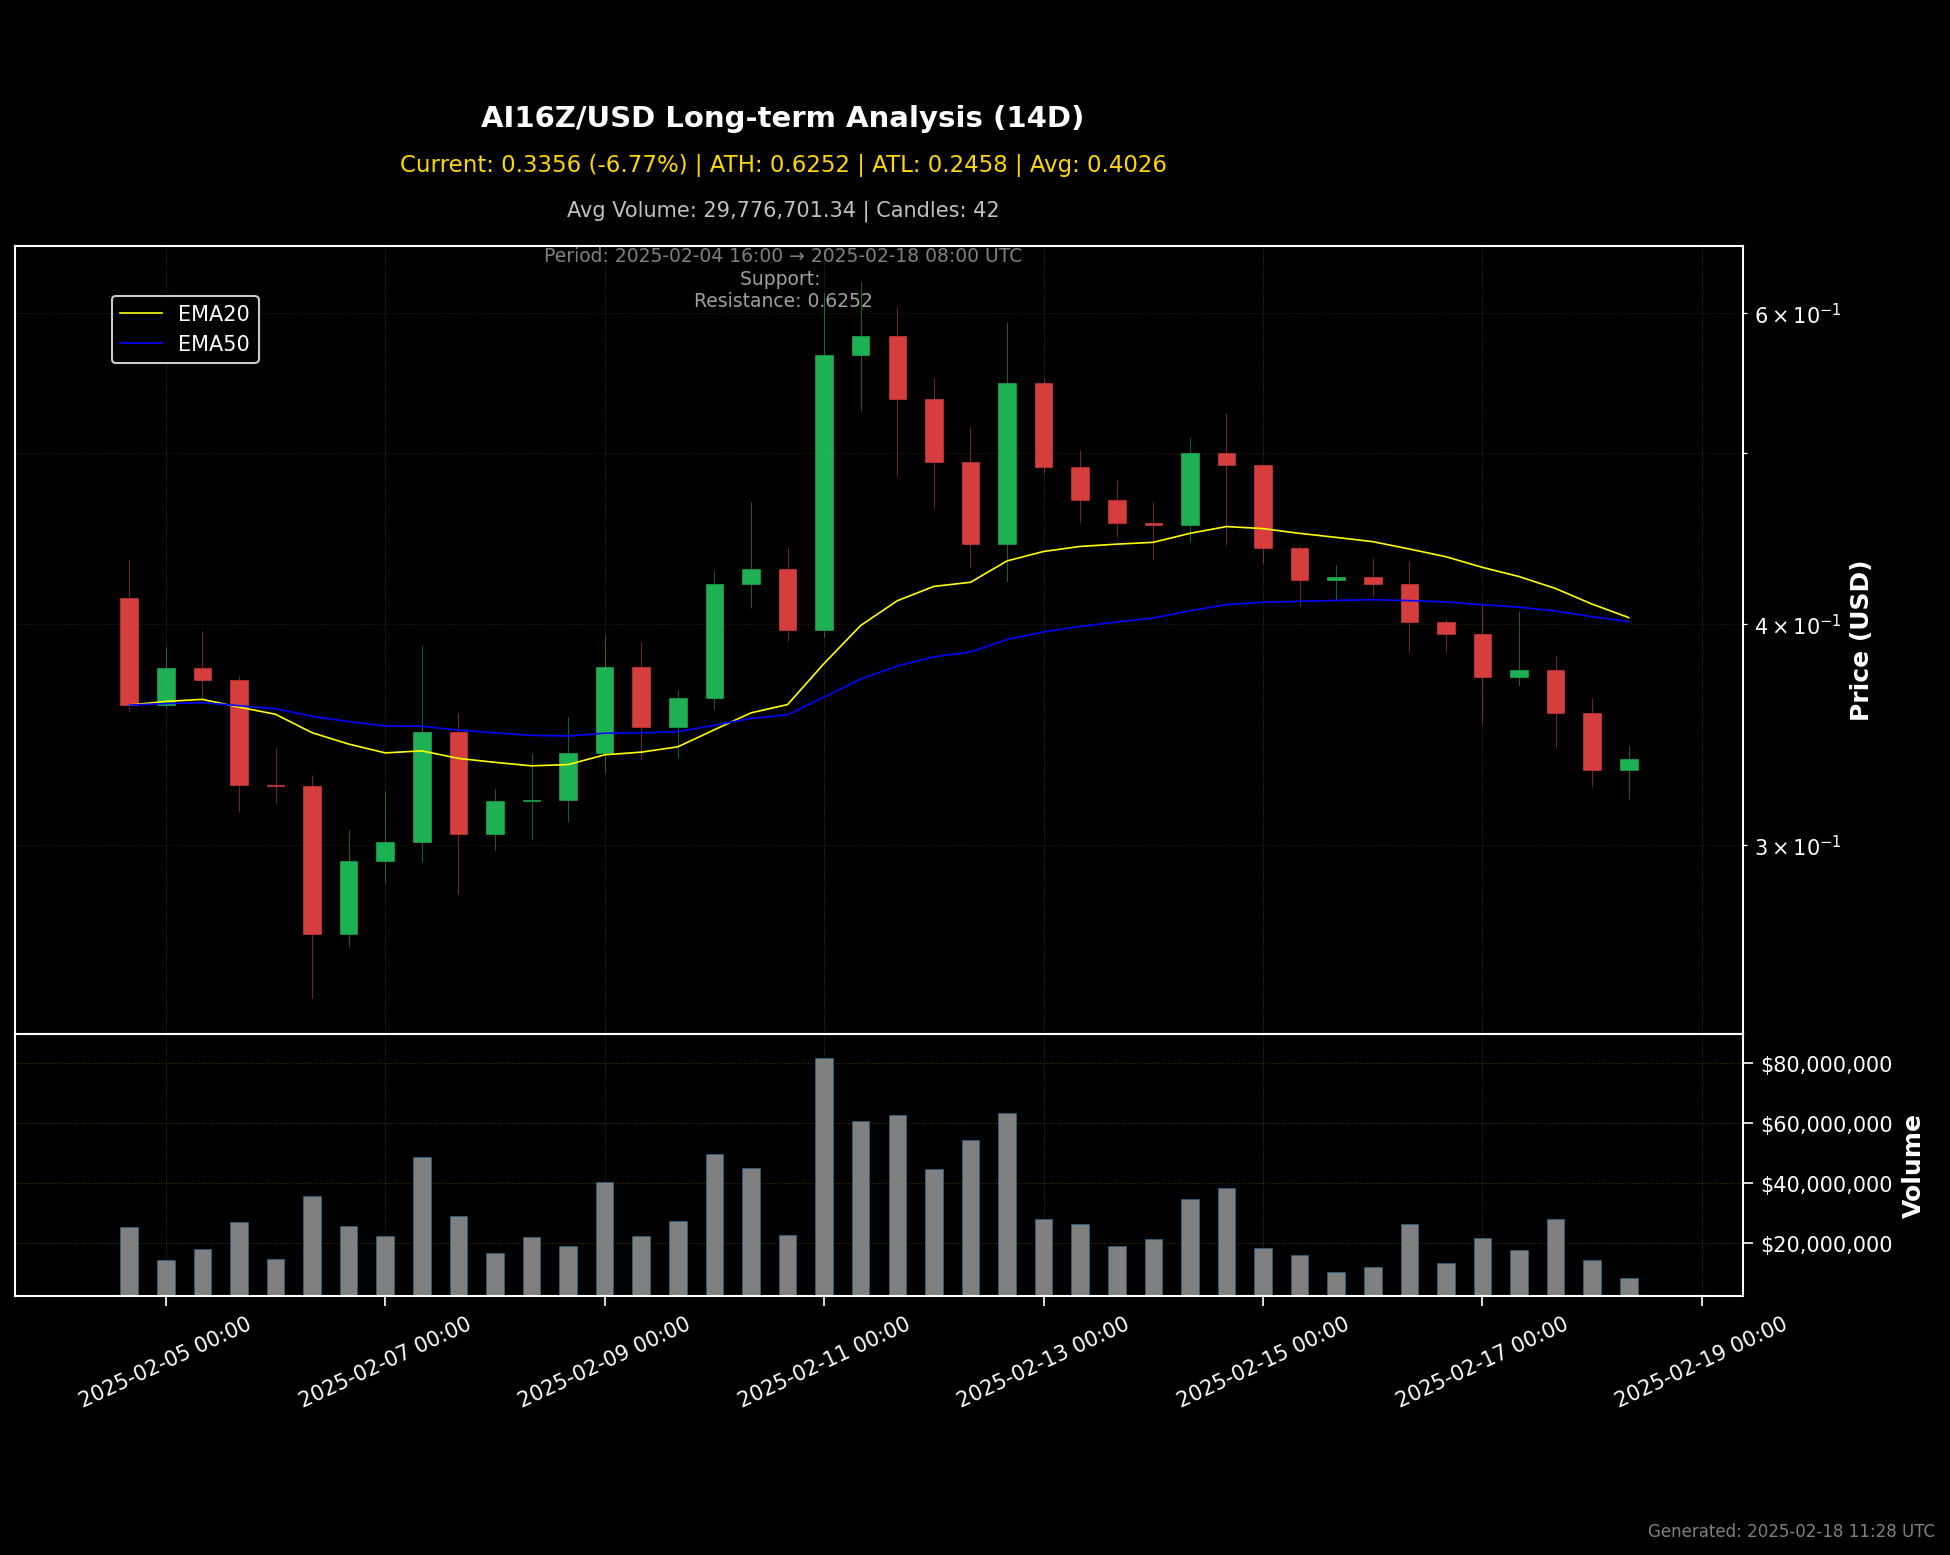 AI16Z/USD Long-term Analysis (14D)
Current: 0.3356 (-6.77%) | ATH: 0.6252 | ATL: 0.2458 | Avg: 0.4026
Avg Volume: 29,776,701.34 | Candles: 42
Period: 2025-02-04 16:00 → 2025-02-18 08:00 UTC
Support:
Resistance: 0.6252
EMA20
EMA50
6 × 10⁻¹
4 × 10⁻¹
3 × 10⁻¹
Price (USD)
$80,000,000
$60,000,000
$40,000,000
$20,000,000
Volume
2025-02-05 00:00
2025-02-07 00:00
2025-02-09 00:00
2025-02-11 00:00
2025-02-13 00:00
2025-02-15 00:00
2025-02-17 00:00
2025-02-19 00:00
Generated: 2025-02-18 11:28 UTC